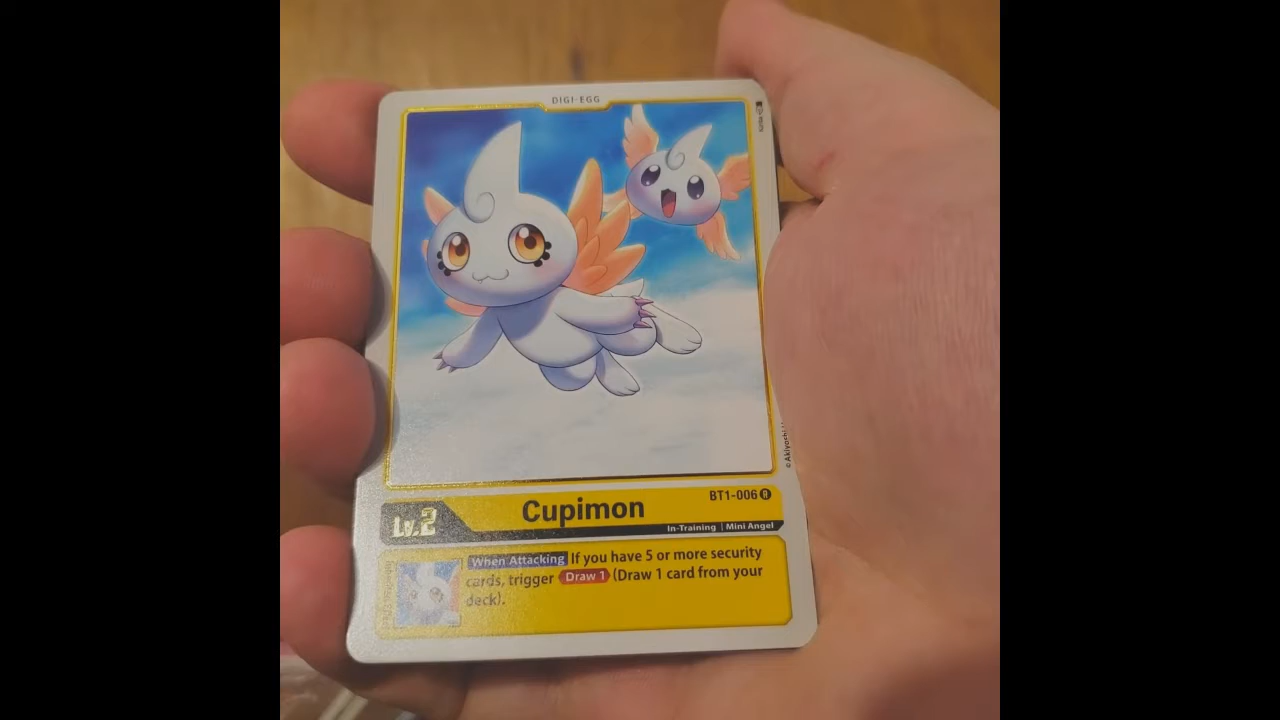 DIGI-EGG
Lv.2
Cupimon
BT1-006 R
In-Training | Mini Angel
When Attacking If you have 5 or more security
cards, trigger Draw 1 (Draw 1 card from your
deck).
© Akiyoshi